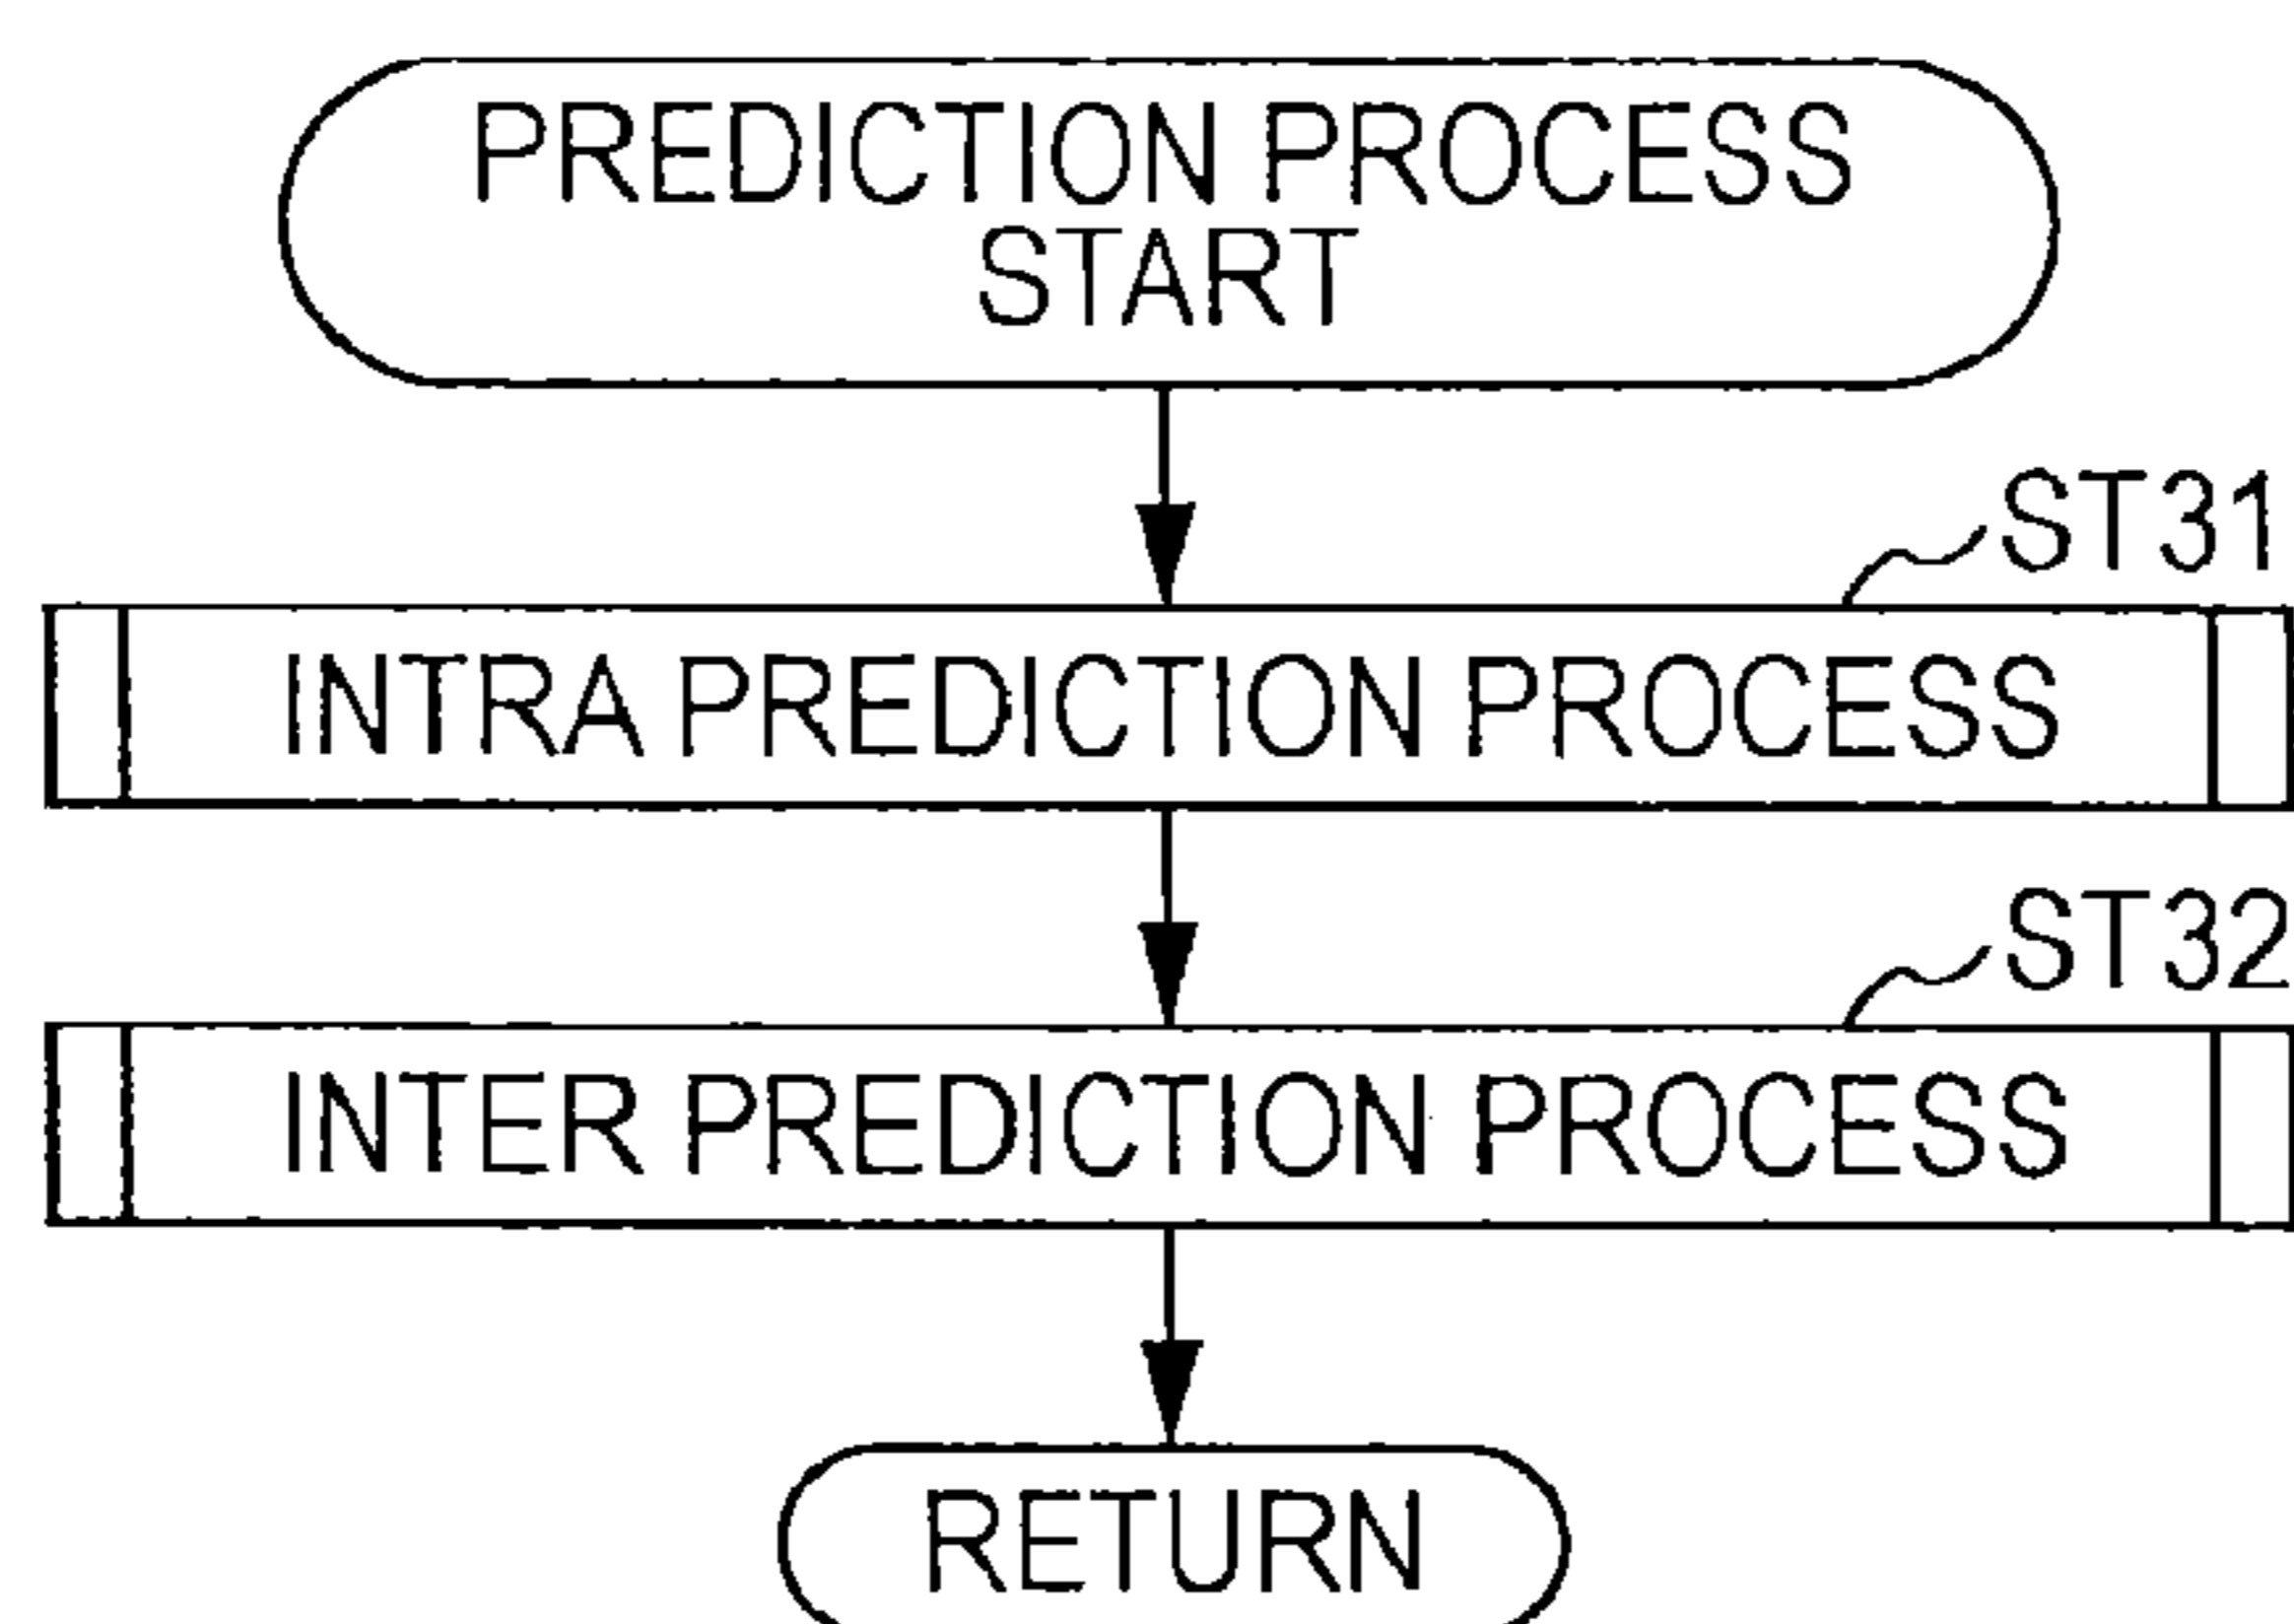 PREDICTION PROCESS
START
ST31
INTRA PREDICTION PROCESS
ST32
INTER PREDICTION PROCESS
RETURN